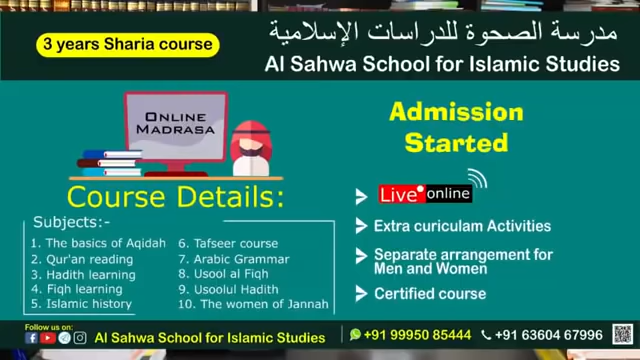 3 years Sharia course
مدرسة الصحوة للدراسات الإسلامية
Al Sahwa School for Islamic Studies
ONLINE
MADRASA
Admission
Started
Course Details:
Subjects:-
1. The basics of Aqidah
2. Qur'an reading
3. Hadith learning
4. Fiqh learning
5. Islamic history
6. Tafseer course
7. Arabic Grammar
8. Usool al Fiqh
9. Usoolul Hadith
10. The women of Jannah
Live online
Extra curiculam Activities
Separate arrangement for
Men and Women
Certified course
Follow us on:
Al Sahwa School for Islamic Studies
+91 99950 85444
+91 63604 67996